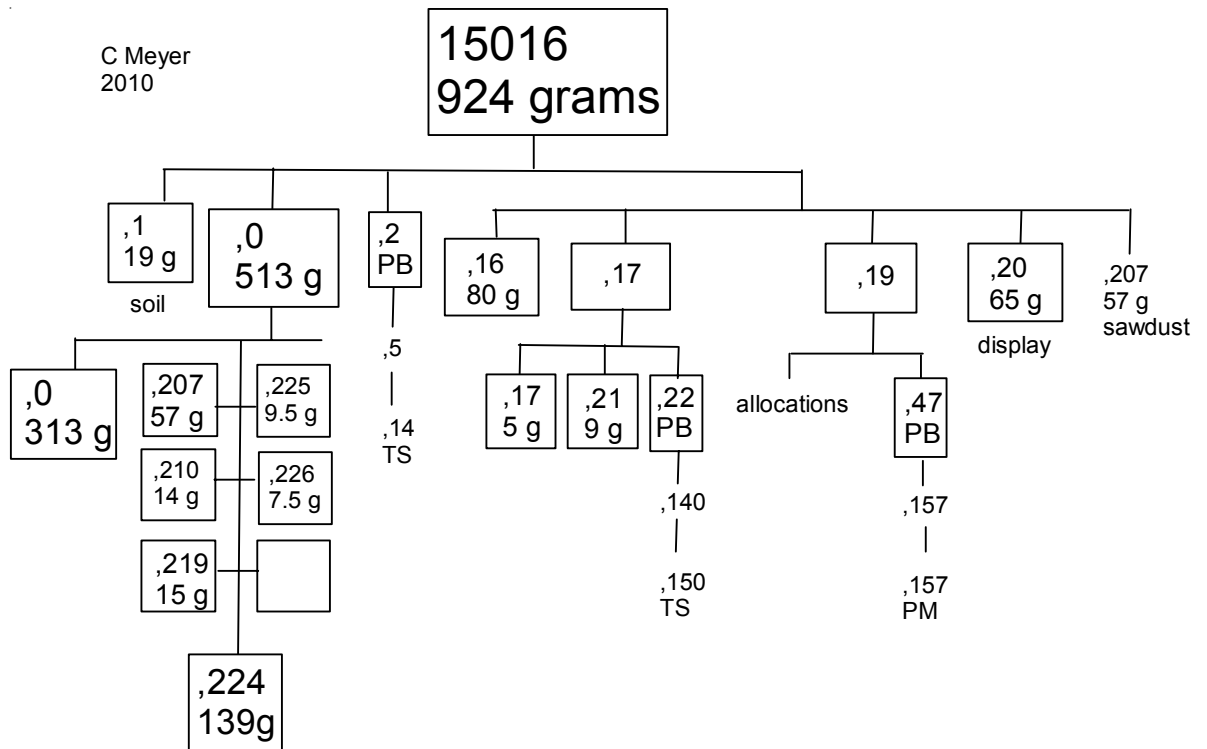 C Meyer
2010
15016
924 grams
,1
19 g
soil
,0
513 g
,2
PB
,5
,14
TS
,16
80 g
,17
,19
,20
65 g
display
,207
57 g
sawdust
,0
313 g
,207
57 g
,225
9.5 g
,210
14 g
,226
7.5 g
,219
15 g
,224
139g
,17
5 g
,21
9 g
,22
PB
,140
,150
TS
allocations
,47
PB
,157
,157
PM